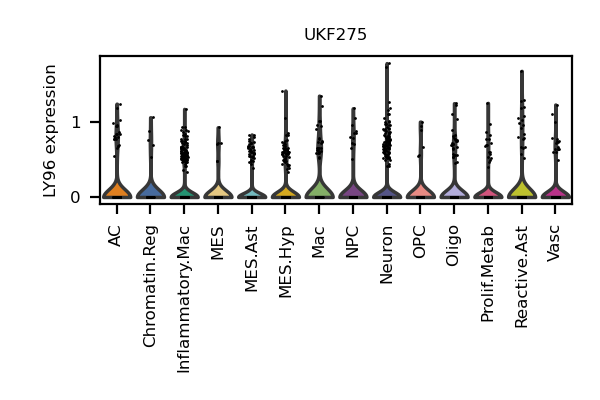 UKF275
LY96 expression
1
0
AC
Chromatin.Reg
Inflammatory.Mac
MES
MES.Ast
MES.Hyp
Mac
NPC
Neuron
OPC
Oligo
Prolif.Metab
Reactive.Ast
Vasc